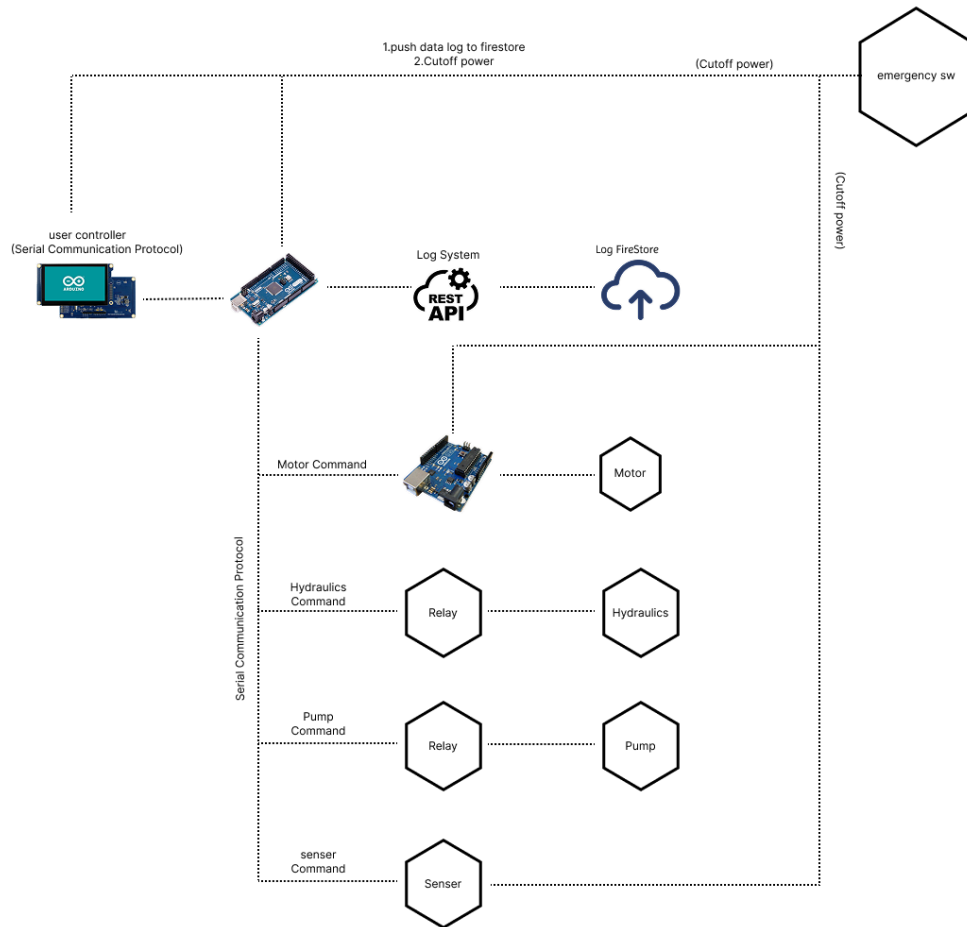 1.push data log to firestore
2.Cutoff power
(Cutoff power)
emergency sw
(Cutoff power)
user controller
(Serial Communication Protocol)
ARDUINO
Log System
REST
API
Log FireStore
Motor Command
Motor
Serial Communication Protocol
Hydraulics
Command
Relay
Hydraulics
Pump
Command
Relay
Pump
senser
Command
Senser